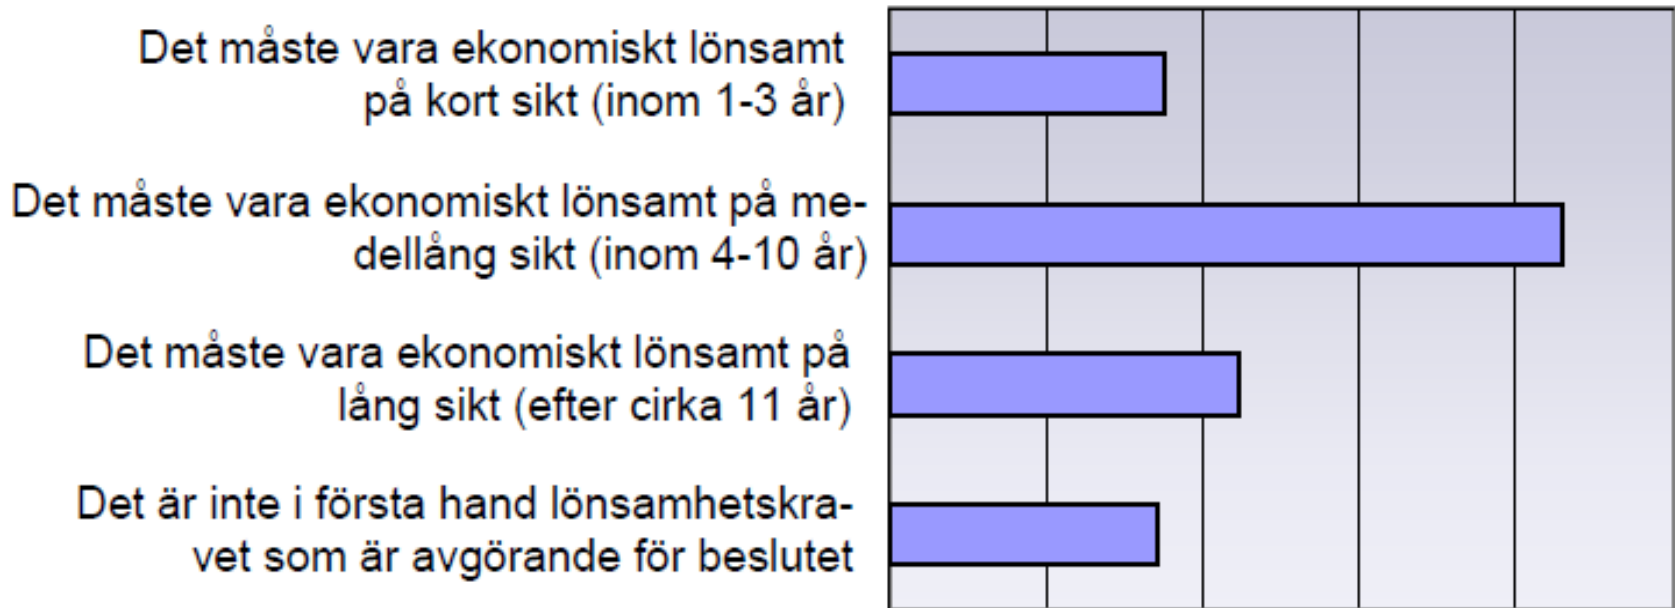 Det måste vara ekonomiskt lönsamt
på kort sikt (inom 1-3 år)
Det måste vara ekonomiskt lönsamt på me-
dellång sikt (inom 4-10 år)
Det måste vara ekonomiskt lönsamt på
lång sikt (efter cirka 11 år)
Det är inte i första hand lönsamhetskra-
vet som är avgörande för beslutet